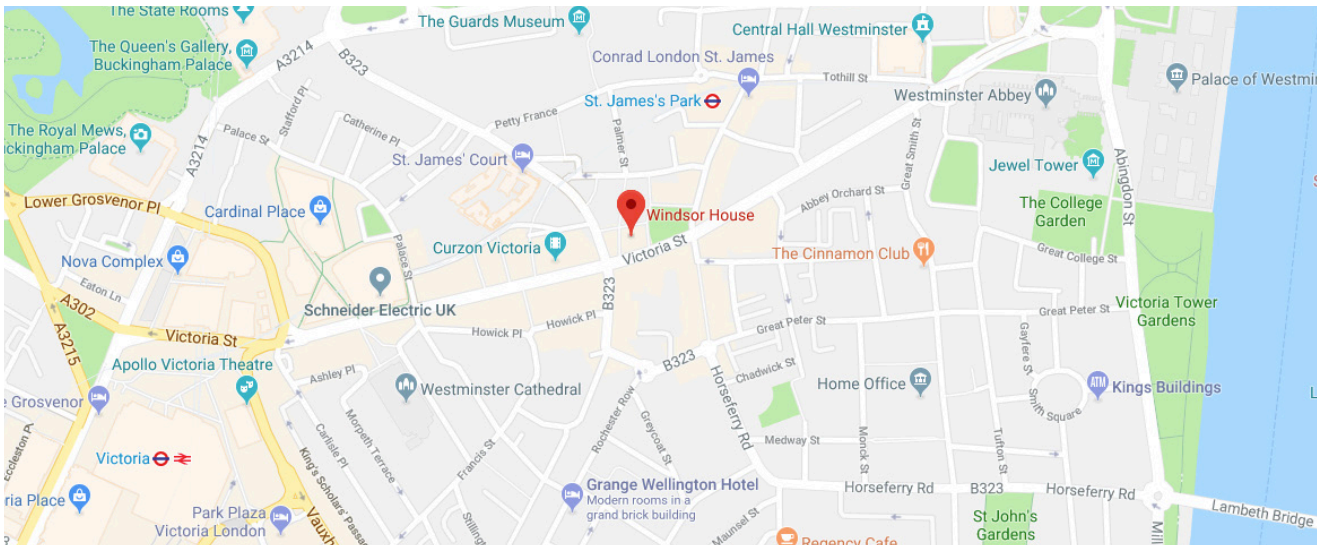 The State Rooms
The Queen's Gallery,
Buckingham Palace
A3214
B323
The Guards Museum
Central Hall Westminster
Conrad London St. James
Tothill St
St. James's Park
Westminster Abbey
Palace of Westmin
The Royal Mews,
uckingham Palace
A3214
Stafford Pl
Palace St
Catherine Pl
Petty France
Palmer St
Great Smith St
St. James' Court
Jewel Tower
Abingdon St
Lower Grosvenor Pl
Cardinal Place
Windsor House
Abbey Orchard St
The College
Garden
Nova Complex
Palace St
Curzon Victoria
Victoria St
The Cinnamon Club
Great College St
Eaton Ln
A302
A3215
Schneider Electric UK
B323
Howick Pl
Howick Pl
Great Peter St
Great Peter St
Victoria Tower
Gardens
Victoria St
Apollo Victoria Theatre
Ashley Pl
Westminster Cathedral
B323
Chadwick St
Home Office
Gayfere St
Smith Square
ATM
Kings Buildings
e Grosvenor
Eccleston Pl
Victoria
Carlisle Pl
Morpeth Terrace
Francis St
Rochester Row
Greycoat St
Horseferry Rd
Medway St
Monck St
Tufton St
King's Scholars' Passage
ria Place
Park Plaza
Victoria London
Vauxh
Stilling
Grange Wellington Hotel
Modern rooms in a
grand brick building
Maunsel St
Regency Cafe
Horseferry Rd
B323
Horseferry Rd
St John's
Gardens
Mill
Lambeth Bridge